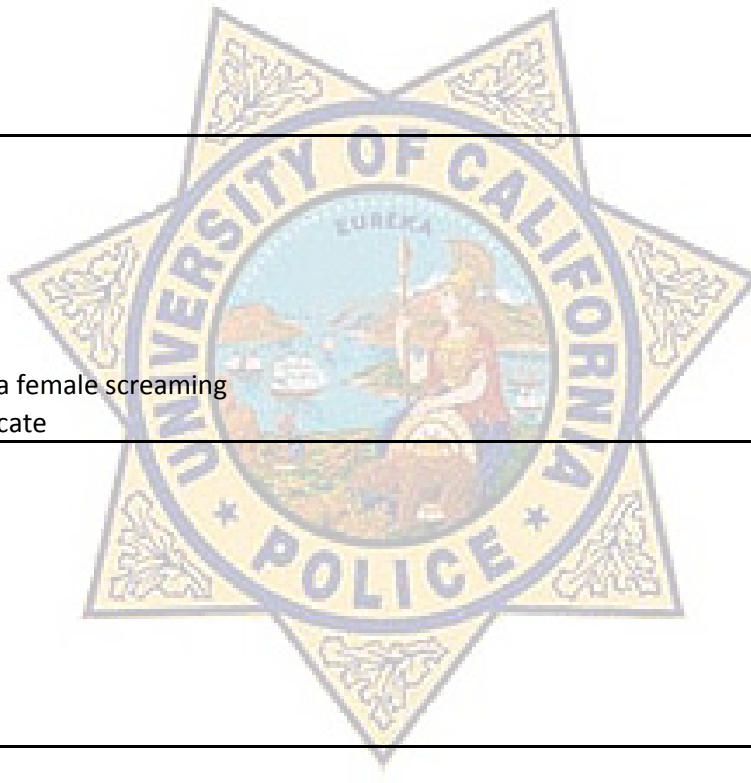 UNIVERSITY OF CALIFORNIA
EUREKA
a female screaming
cate
POLICE